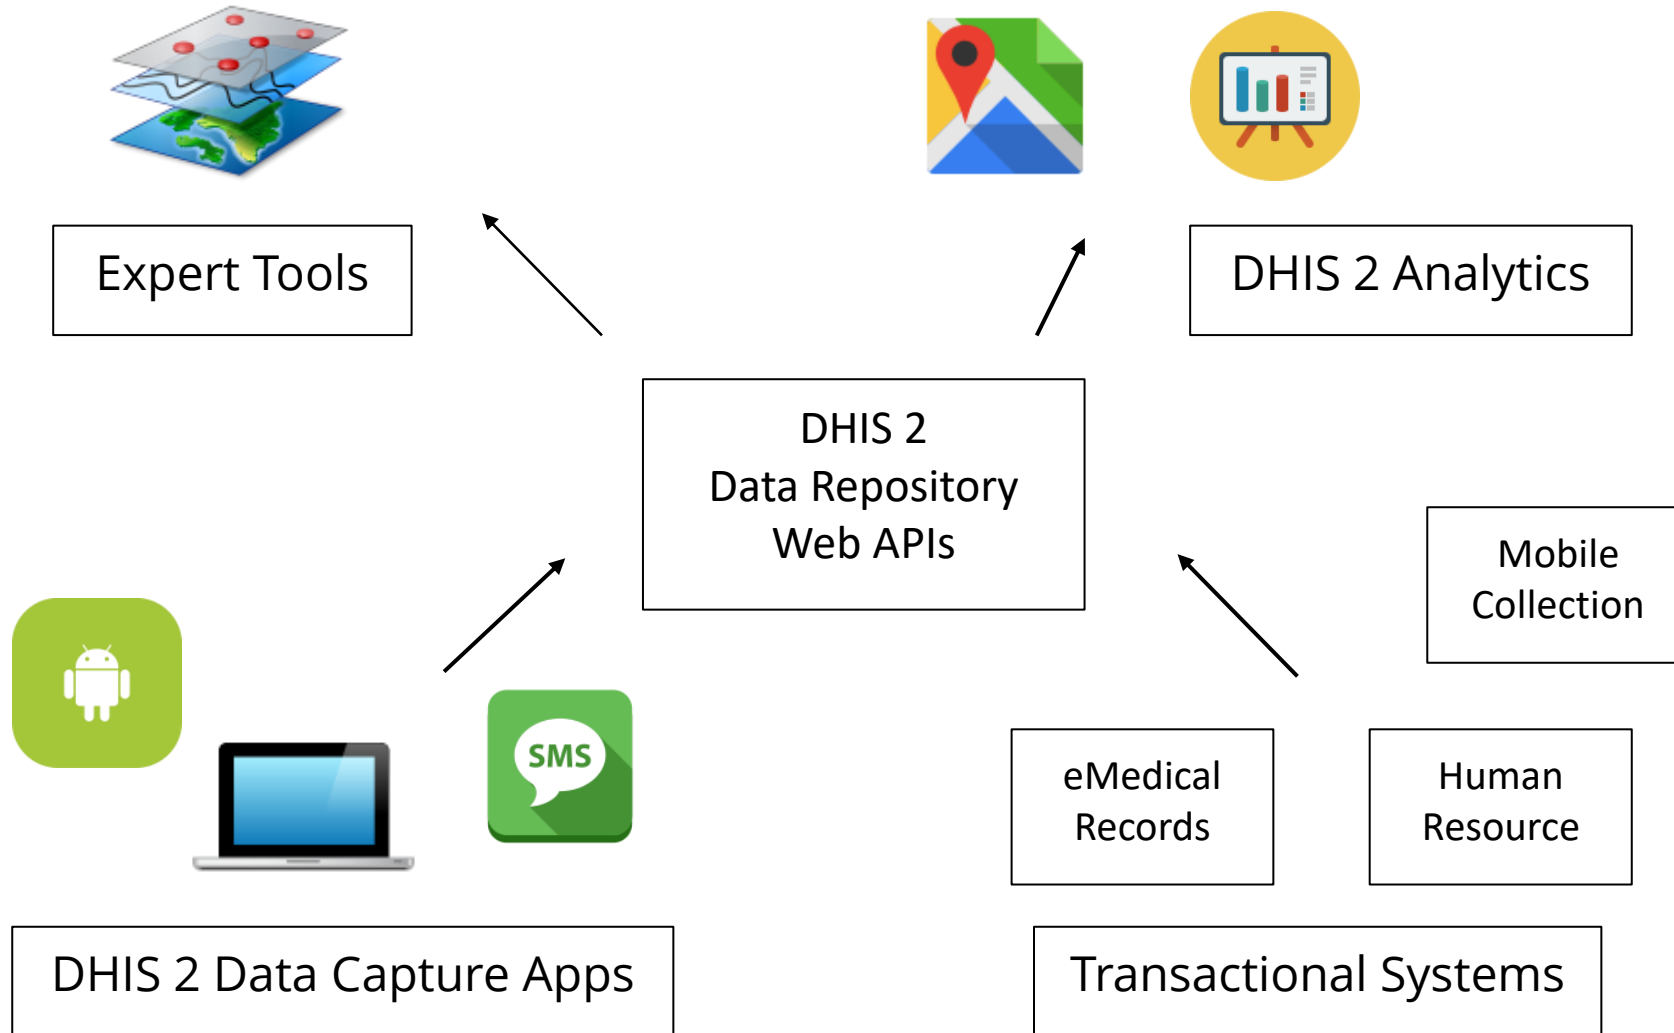 Expert Tools
DHIS 2 Analytics
DHIS 2
Data Repository
Web APIs
Mobile
Collection
SMS
eMedical
Records
Human
Resource
DHIS 2 Data Capture Apps
Transactional Systems